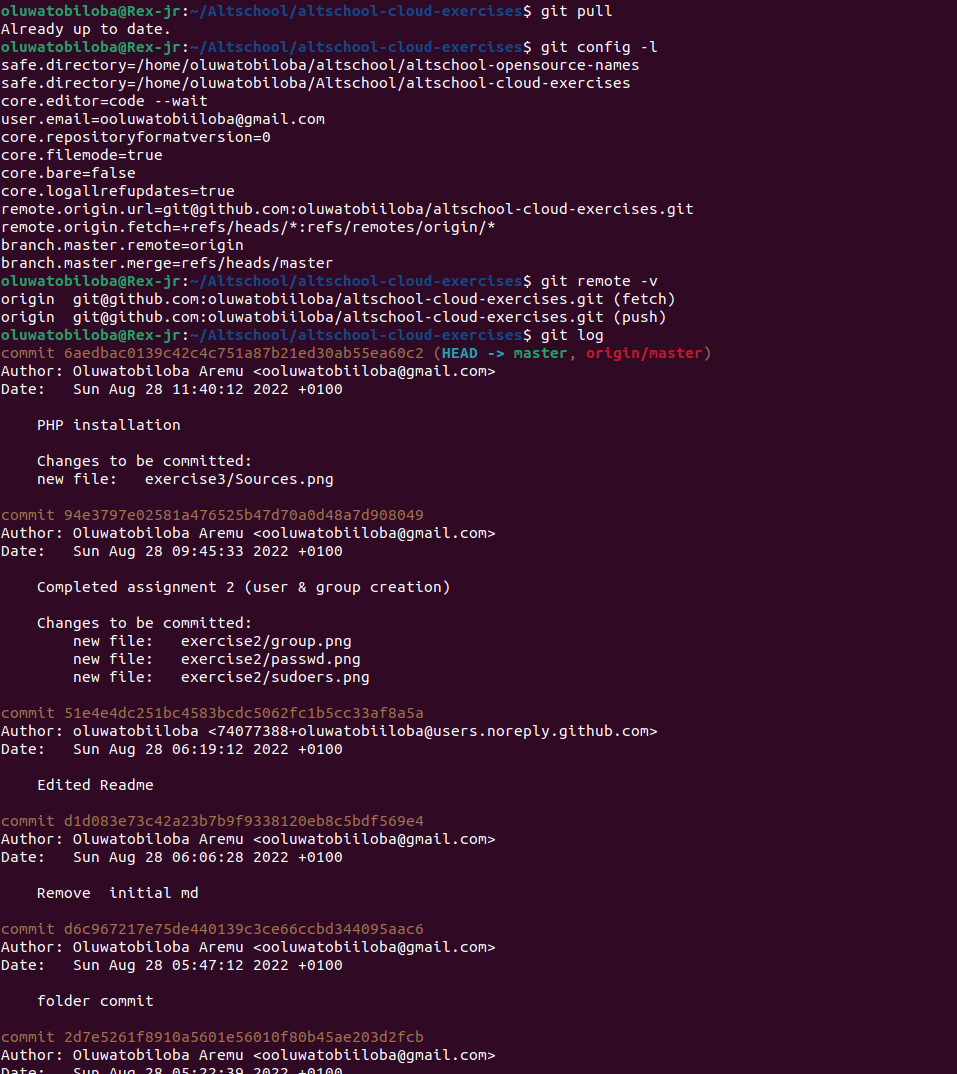 oluwatobiloba@Rex-jr:~/Altschool/altschool-cloud-exercises$ git pull
Already up to date.
oluwatobiloba@Rex-jr:~/Altschool/altschool-cloud-exercises$ git config -l
safe.directory=/home/oluwatobiloba/altschool/altschool-opensource-names
safe.directory=/home/oluwatobiloba/Altschool/altschool-cloud-exercises
core.editor=code --wait
user.email=ooluwatobiiloba@gmail.com
core.repositoryformatversion=0
core.filemode=true
core.bare=false
core.logallrefupdates=true
remote.origin.url=git@github.com:oluwatobiiloba/altschool-cloud-exercises.git
remote.origin.fetch=+refs/heads/*:refs/remotes/origin/*
branch.master.remote=origin
branch.master.merge=refs/heads/master
oluwatobiloba@Rex-jr:~/Altschool/altschool-cloud-exercises$ git remote -v
origin  git@github.com:oluwatobiiloba/altschool-cloud-exercises.git (fetch)
origin  git@github.com:oluwatobiiloba/altschool-cloud-exercises.git (push)
oluwatobiloba@Rex-jr:~/Altschool/altschool-cloud-exercises$ git log
commit 6aedbac0139c42c4c751a87b21ed30ab55ea60c2 (HEAD -> master, origin/master)
Author: Oluwatobiloba Aremu <ooluwatobiiloba@gmail.com>
Date:   Sun Aug 28 11:40:12 2022 +0100
    PHP installation
    Changes to be committed:
    new file:   exercise3/Sources.png
commit 94e3797e02581a476525b47d70a0d48a7d908049
Author: Oluwatobiloba Aremu <ooluwatobiiloba@gmail.com>
Date:   Sun Aug 28 09:45:33 2022 +0100
    Completed assignment 2 (user & group creation)
    Changes to be committed:
        new file:   exercise2/group.png
        new file:   exercise2/passwd.png
        new file:   exercise2/sudoers.png
commit 51e4e4dc251bc4583bcdc5062fc1b5cc33af8a5a
Author: oluwatobiiloba <74077388+oluwatobiiloba@users.noreply.github.com>
Date:   Sun Aug 28 06:19:12 2022 +0100
    Edited Readme
commit d1d083e73c42a23b7b9f9338120eb8c5bdf569e4
Author: Oluwatobiloba Aremu <ooluwatobiiloba@gmail.com>
Date:   Sun Aug 28 06:06:28 2022 +0100
    Remove  initial md
commit d6c967217e75de440139c3ce66ccbd344095aac6
Author: Oluwatobiloba Aremu <ooluwatobiiloba@gmail.com>
Date:   Sun Aug 28 05:47:12 2022 +0100
    folder commit
commit 2d7e5261f8910a5601e56010f80b45ae203d2fcb
Author: Oluwatobiloba Aremu <ooluwatobiiloba@gmail.com>
Date:   Sun Aug 28 05:22:39 2022 +0100